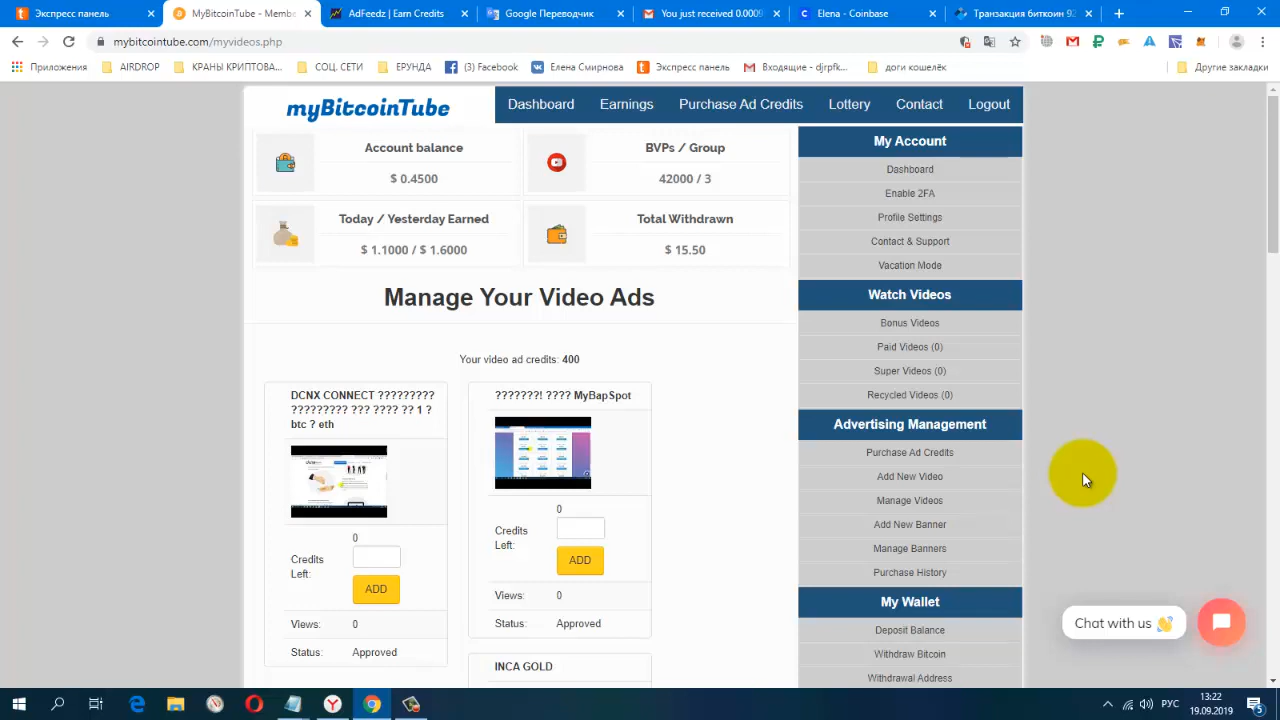 Экспресс панель
MyBitcoinTube - Membe
AdFeedz | Earn Credits
Google Переводчик
You just received 0.0009
Elena - Coinbase
Транзакция биткоин 92
mybitcointube.com/myvideos.php
Приложения
AIRDROP
КРАНЫ КРИПТОВА...
СОЦ. СЕТИ
ЕРУНДА
(3) Facebook
Елена Смирнова
Экспресс панель
Входящие - djrpfk...
доги кошелёк
Другие закладки
myBitcoinTube
Dashboard
Earnings
Purchase Ad Credits
Lottery
Contact
Logout
Account balance
$ 0.4500
BVPs / Group
42000 / 3
Today / Yesterday Earned
$ 1.1000 / $ 1.6000
Total Withdrawn
$ 15.50
Manage Your Video Ads
Your video ad credits: 400
DCNX CONNECT ?????????
????????? ??? ???? ?? 1 ?
btc ? eth
0
Credits
Left:
ADD
Views: 0
Status: Approved
???????! ???? MyBapSpot
0
Credits
Left:
ADD
Views: 0
Status: Approved
INCA GOLD
My Account
Dashboard
Enable 2FA
Profile Settings
Contact & Support
Vacation Mode
Watch Videos
Bonus Videos
Paid Videos (0)
Super Videos (0)
Recycled Videos (0)
Advertising Management
Purchase Ad Credits
Add New Video
Manage Videos
Add New Banner
Manage Banners
Purchase History
My Wallet
Deposit Balance
Withdraw Bitcoin
Withdrawal Address
Chat with us
РУС
13:22
19.09.2019
5